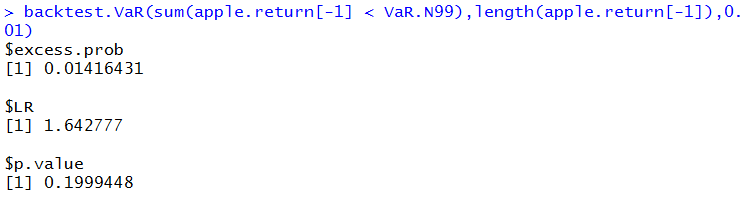 > backtest.VaR(sum(apple.return[-1] < VaR.N99),length(apple.return[-1]),0.
01)
$excess.prob
[1] 0.01416431
$LR
[1] 1.642777
$p.value
[1] 0.1999448